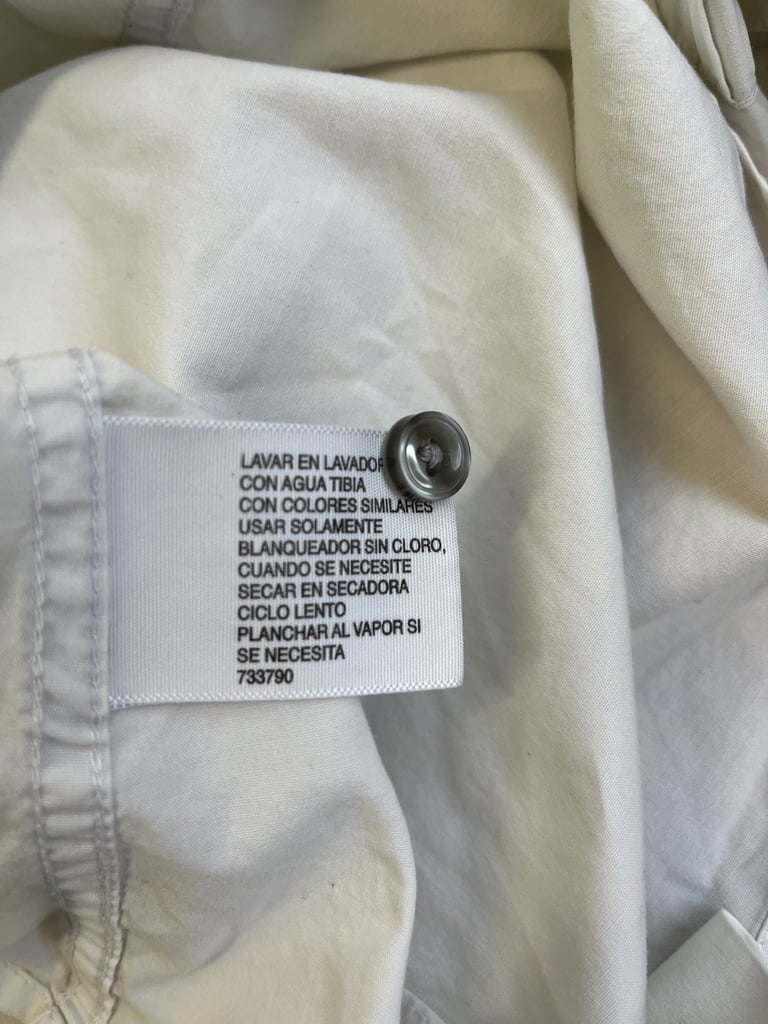 LAVAR EN LAVADOR
CON AGUA TIBIA
CON COLORES SIMILARES
USAR SOLAMENTE
BLANQUEADOR SIN CLORO,
CUANDO SE NECESITE
SECAR EN SECADORA
CICLO LENTO
PLANCHAR AL VAPOR SI
SE NECESITA
733790